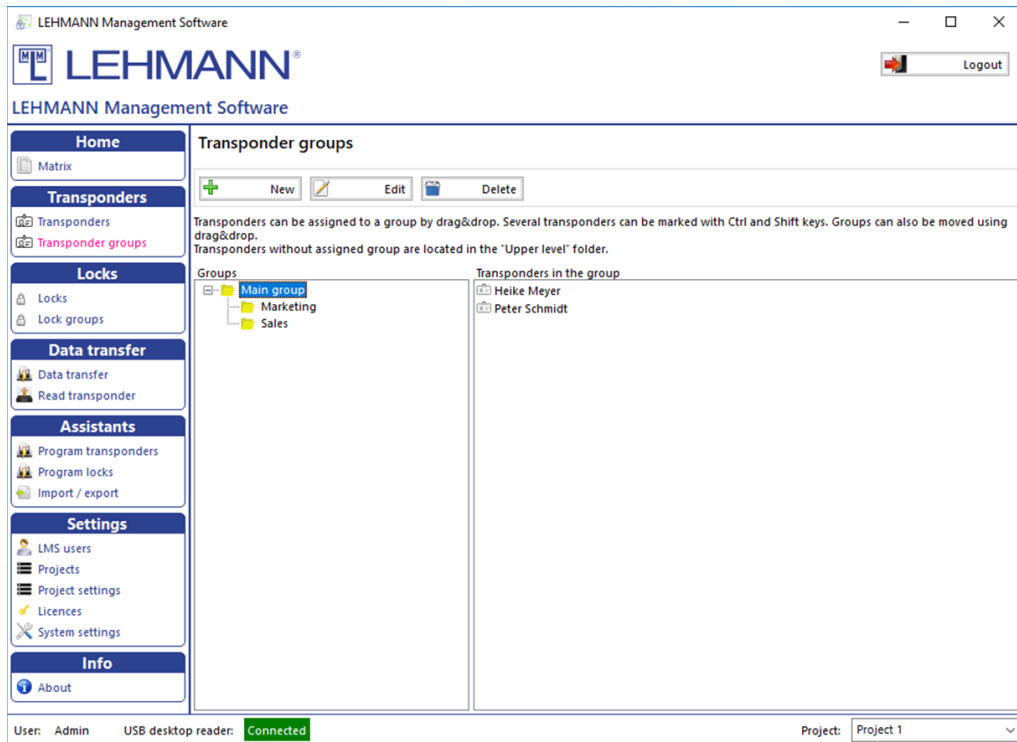 LEHMANN Management Software
LEHMANN®
Logout
LEHMANN Management Software
Home
Matrix
Transponders
Transponders
Transponder groups
Locks
Locks
Lock groups
Data transfer
Data transfer
Read transponder
Assistants
Program transponders
Program locks
Import / export
Settings
LMS users
Projects
Project settings
Licences
System settings
Info
About
Transponder groups
New
Edit
Delete
Transponders can be assigned to a group by drag&drop. Several transponders can be marked with Ctrl and Shift keys. Groups can also be moved using
drag&drop.
Transponders without assigned group are located in the "Upper level" folder.
Groups
Main group
Marketing
Sales
Transponders in the group
Heike Meyer
Peter Schmidt
User: Admin USB desktop reader: Connected Project: Project 1